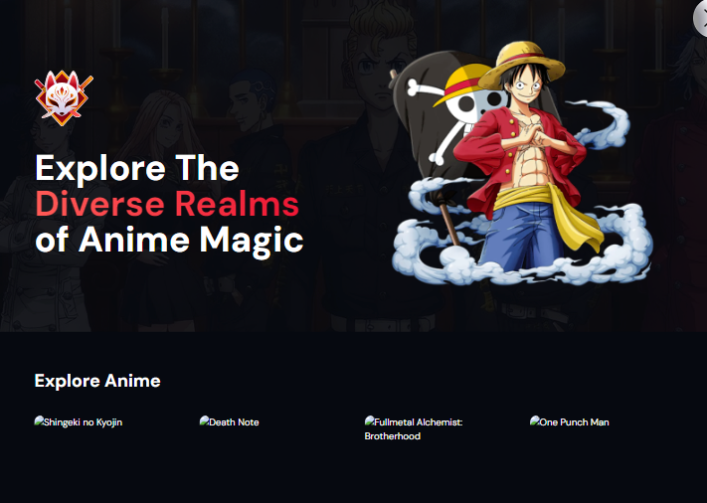 Explore The
Diverse Realms
of Anime Magic
Explore Anime
Shingeki no Kyojin
Death Note
Fullmetal Alchemist:
Brotherhood
One Punch Man